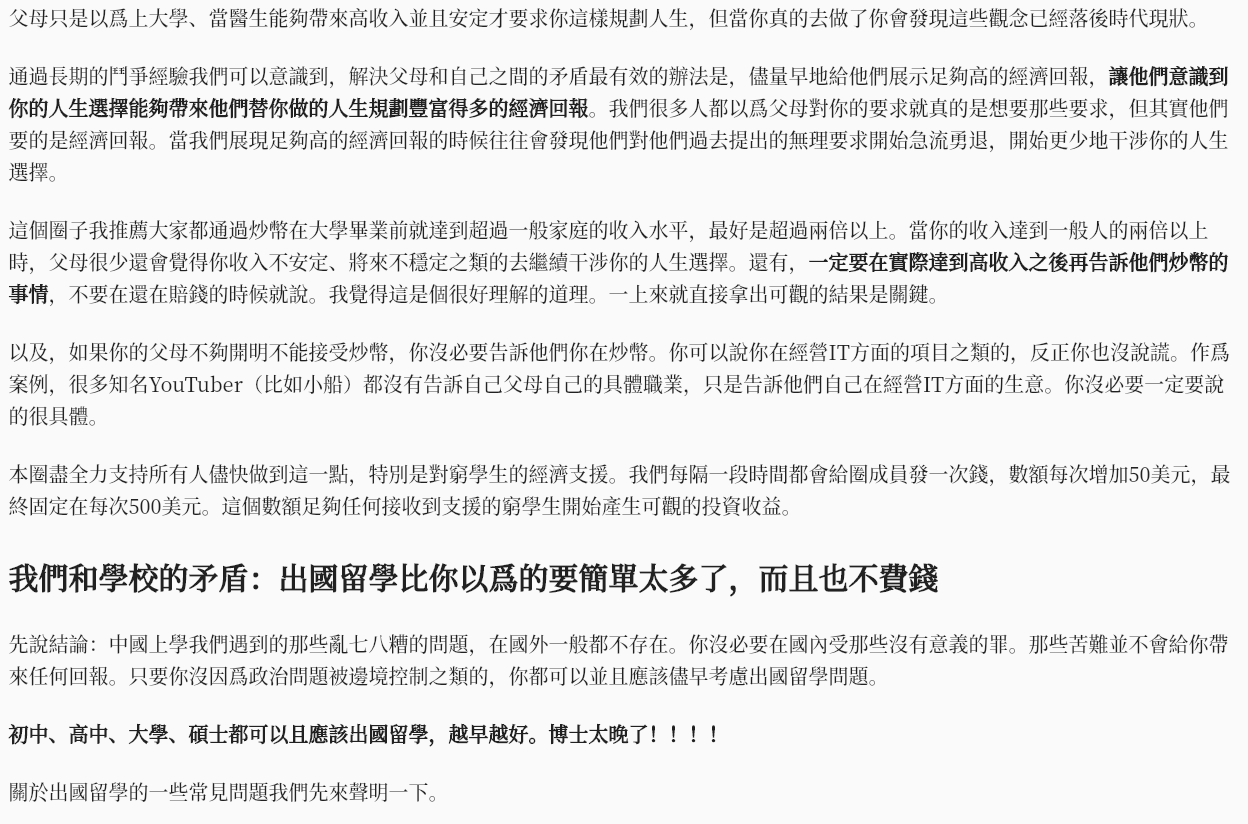 父母只是以爲上大學、當醫生能夠帶來高收入並且安定才要求你這樣規劃人生，但當你真的去做了你會發現這些觀念已經落後時代現狀。
通過長期的鬥爭經驗我們可以意識到，解決父母和自己之間的矛盾最有效的辦法是，儘量早地給他們展示足夠高的經濟回報，讓他們意識到
你的人生選擇能夠帶來他們替你做的人生規劃豐富得多的經濟回報。我們很多人都以爲父母對你的要求就真的是想要那些要求，但其實他們
要的是經濟回報。當我們展現足夠高的經濟回報的時候往往會發現他們對他們過去提出的無理要求開始急流勇退，開始更少地干涉你的人生
選擇。
這個圈子我推薦大家都通過炒幣在大學畢業前就達到超過一般家庭的收入水平，最好是超過兩倍以上。當你的收入達到一般人的兩倍以上
時，父母很少還會覺得你收入不安定、將來不穩定之類的去繼續干涉你的人生選擇。還有，一定要在實際達到高收入之後再告訴他們炒幣的
事情，不要在還在賠錢的時候就說。我覺得這是個很好理解的道理。一上來就直接拿出可觀的結果是關鍵。
以及，如果你的父母不夠開明不能接受炒幣，你沒必要告訴他們你在炒幣。你可以說你在經營IT方面的項目之類的，反正你也沒說謊。作爲
案例，很多知名YouTuber（比如小船）都沒有告訴自己父母自己的具體職業，只是告訴他們自己在經營IT方面的生意。你沒必要一定要說
的很具體。
本圈盡全力支持所有人儘快做到這一點，特別是對窮學生的經濟支援。我們每隔一段時間都會給圈成員發一次錢，數額每次增加50美元，最
終固定在每次500美元。這個數額足夠任何接收到支援的窮學生開始產生可觀的投資收益。
我們和學校的矛盾：出國留學比你以爲的要簡單太多了，而且也不費錢
先說結論：中國上學我們遇到的那些亂七八糟的問題，在國外一般都不存在。你沒必要在國內受那些沒有意義的罪。那些苦難並不會給你帶
來任何回報。只要你沒因爲政治問題被邊境控制之類的，你都可以並且應該儘早考慮出國留學問題。
初中、高中、大學、碩士都可以且應該出國留學，越早越好。博士太晚了！！！！
關於出國留學的一些常見問題我們先來聲明一下。